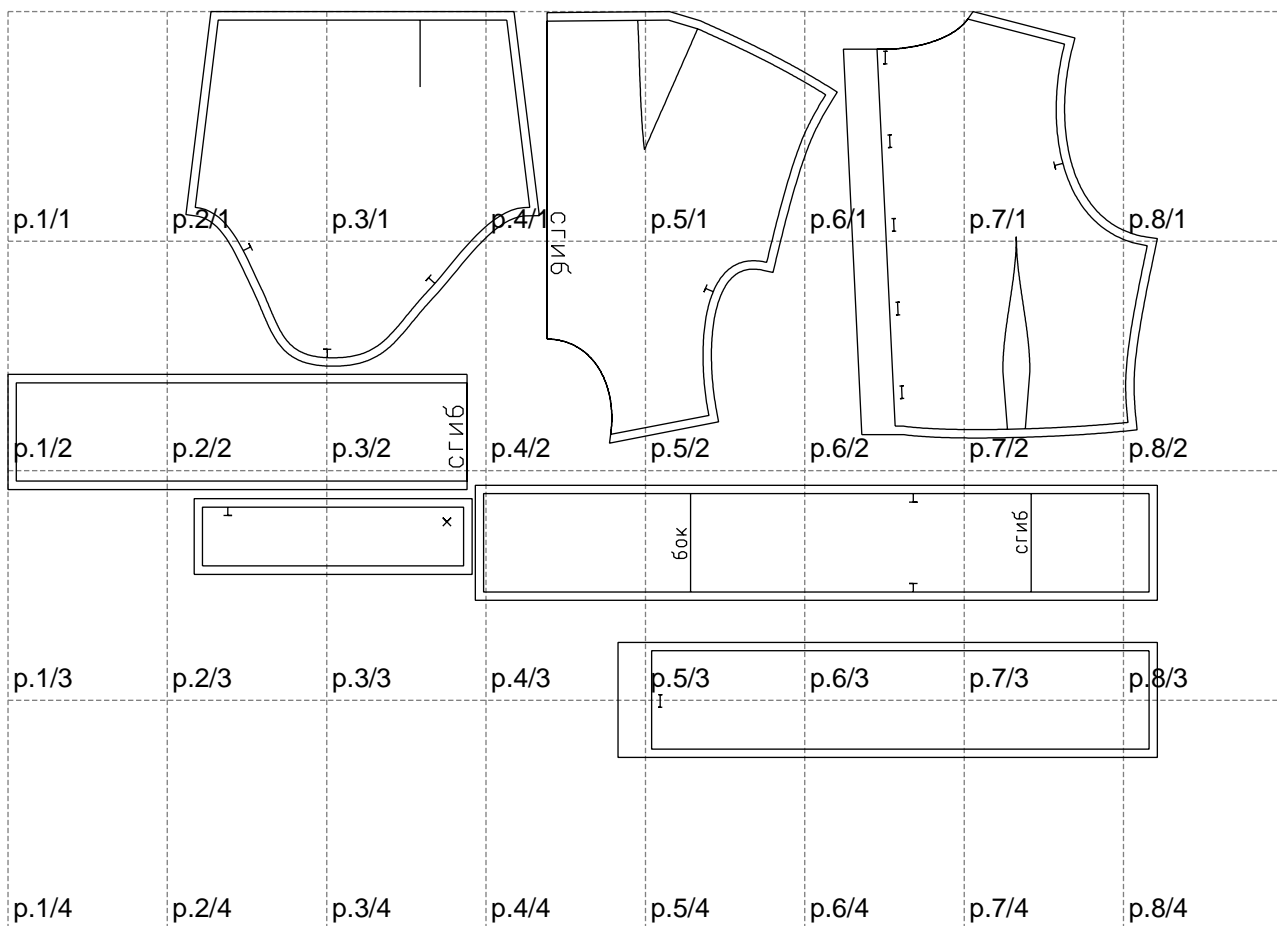 p.1/1 p.2/1 p.3/1 p.4/1 p.5/1 p.6/1 p.7/1 p.8/1
сгиб
p.1/2 p.2/2 p.3/2 p.4/2 p.5/2 p.6/2 p.7/2 p.8/2
сгиб
бок
сгиб
p.1/3 p.2/3 p.3/3 p.4/3 p.5/3 p.6/3 p.7/3 p.8/3
p.1/4 p.2/4 p.3/4 p.4/4 p.5/4 p.6/4 p.7/4 p.8/4